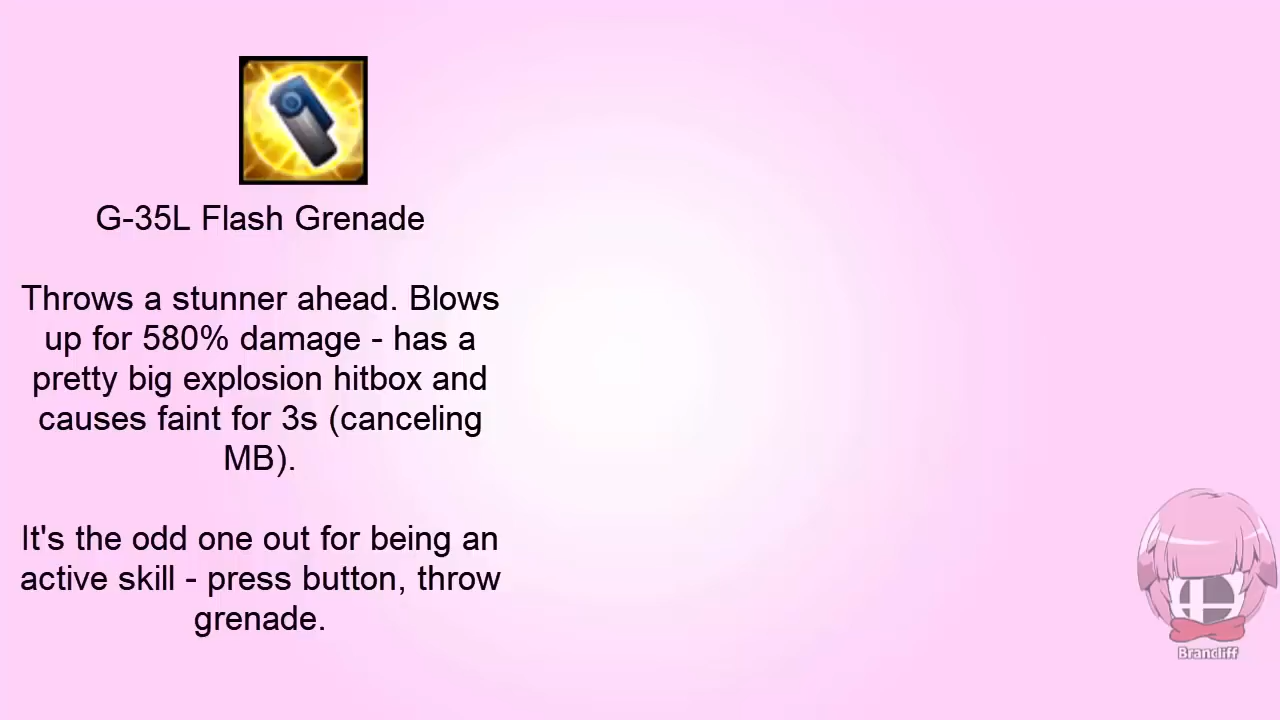 G-35L Flash Grenade
Throws a stunner ahead. Blows
up for 580% damage - has a
pretty big explosion hitbox and
causes faint for 3s (canceling
MB).
It's the odd one out for being an
active skill - press button, throw
grenade.
Brancliff